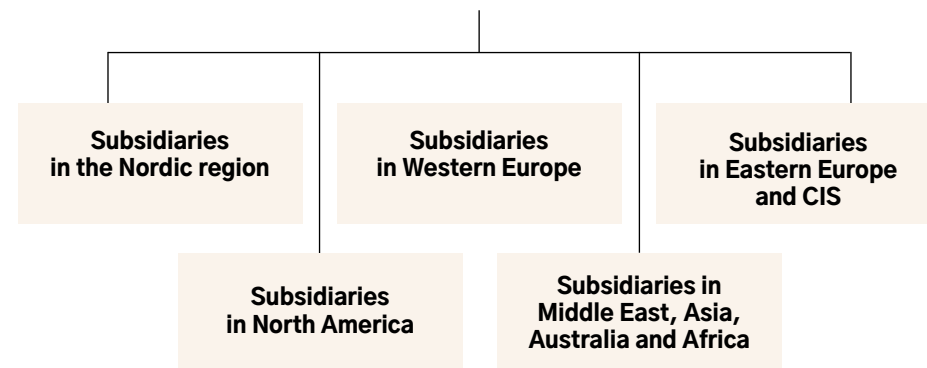 Subsidiaries
in the Nordic region
Subsidiaries
in Western Europe
Subsidiaries
in Eastern Europe
and CIS
Subsidiaries
in North America
Subsidiaries in
Middle East, Asia,
Australia and Africa